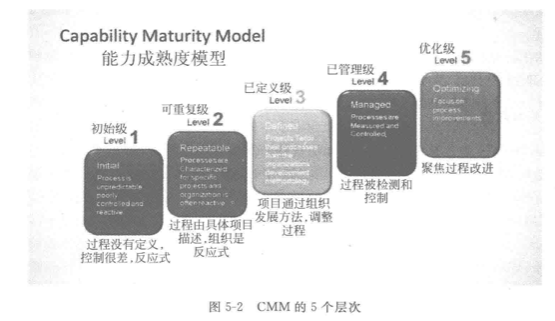 Capability Maturity Model
能力成熟度模型
初始级
Level 1
Initial
Process is
unpredictable
poorly
controlled and
reactive
过程没有定义，
控制很差，反应式
可重复级
Level 2
Repeatable
Processes are
Characterized
for specific
projects and
organization is
often reactive
过程由具体项目
描述，组织是
反应式
已定义级
Level 3
Defined
Projects Tailor
their processes
from the
organizations
development
methodology
项目通过组织
发展方法，调整
过程
已管理级
Level 4
Managed
Processes are
Measured and
Controlled,
过程被检测和
控制
优化级
Level 5
Optimizing
Focus on
process
improvements
聚焦过程改进
图 5-2 CMM 的 5 个层次